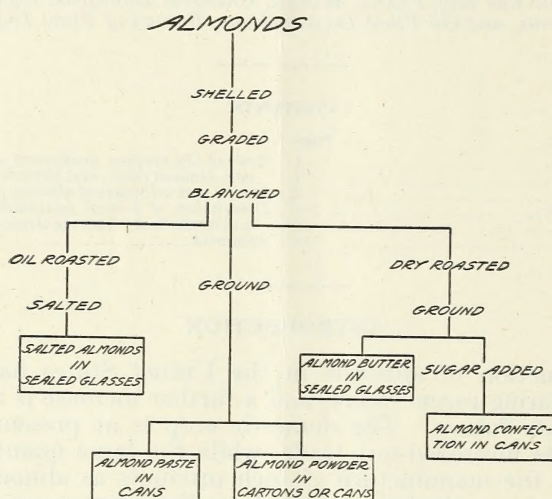 ALMONDS
SHELLED
GRADED
BLANCHED
OIL ROASTED
SALTED
SALTED ALMONDS
IN
SEALED GLASSES
GROUND
ALMOND PASTE
IN
CANS
ALMOND POWDER
IN
CARTONS OR CANS
DRY ROASTED
GROUND
ALMOND BUTTER
IN
SEALED GLASSES
SUGAR ADDED
ALMOND CONFEC-
TION IN CANS